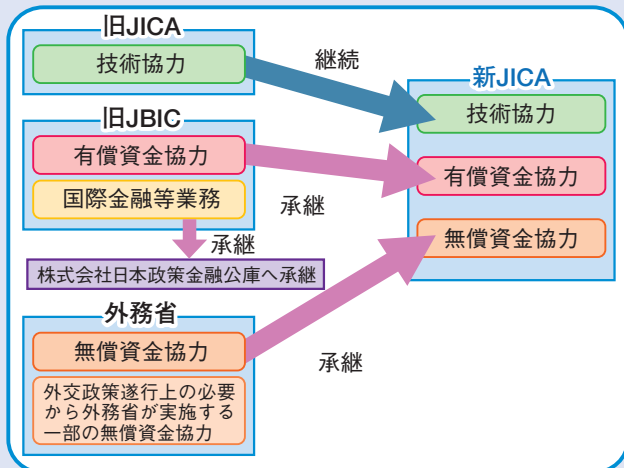 旧JICA
技術協力
継続
旧JBIC
有償資金協力
国際金融等業務
承継
承継
株式会社日本政策金融公庫へ承継
外務省
無償資金協力
外交政策遂行上の必要
から外務省が実施する
一部の無償資金協力
承継
新JICA
技術協力
有償資金協力
無償資金協力